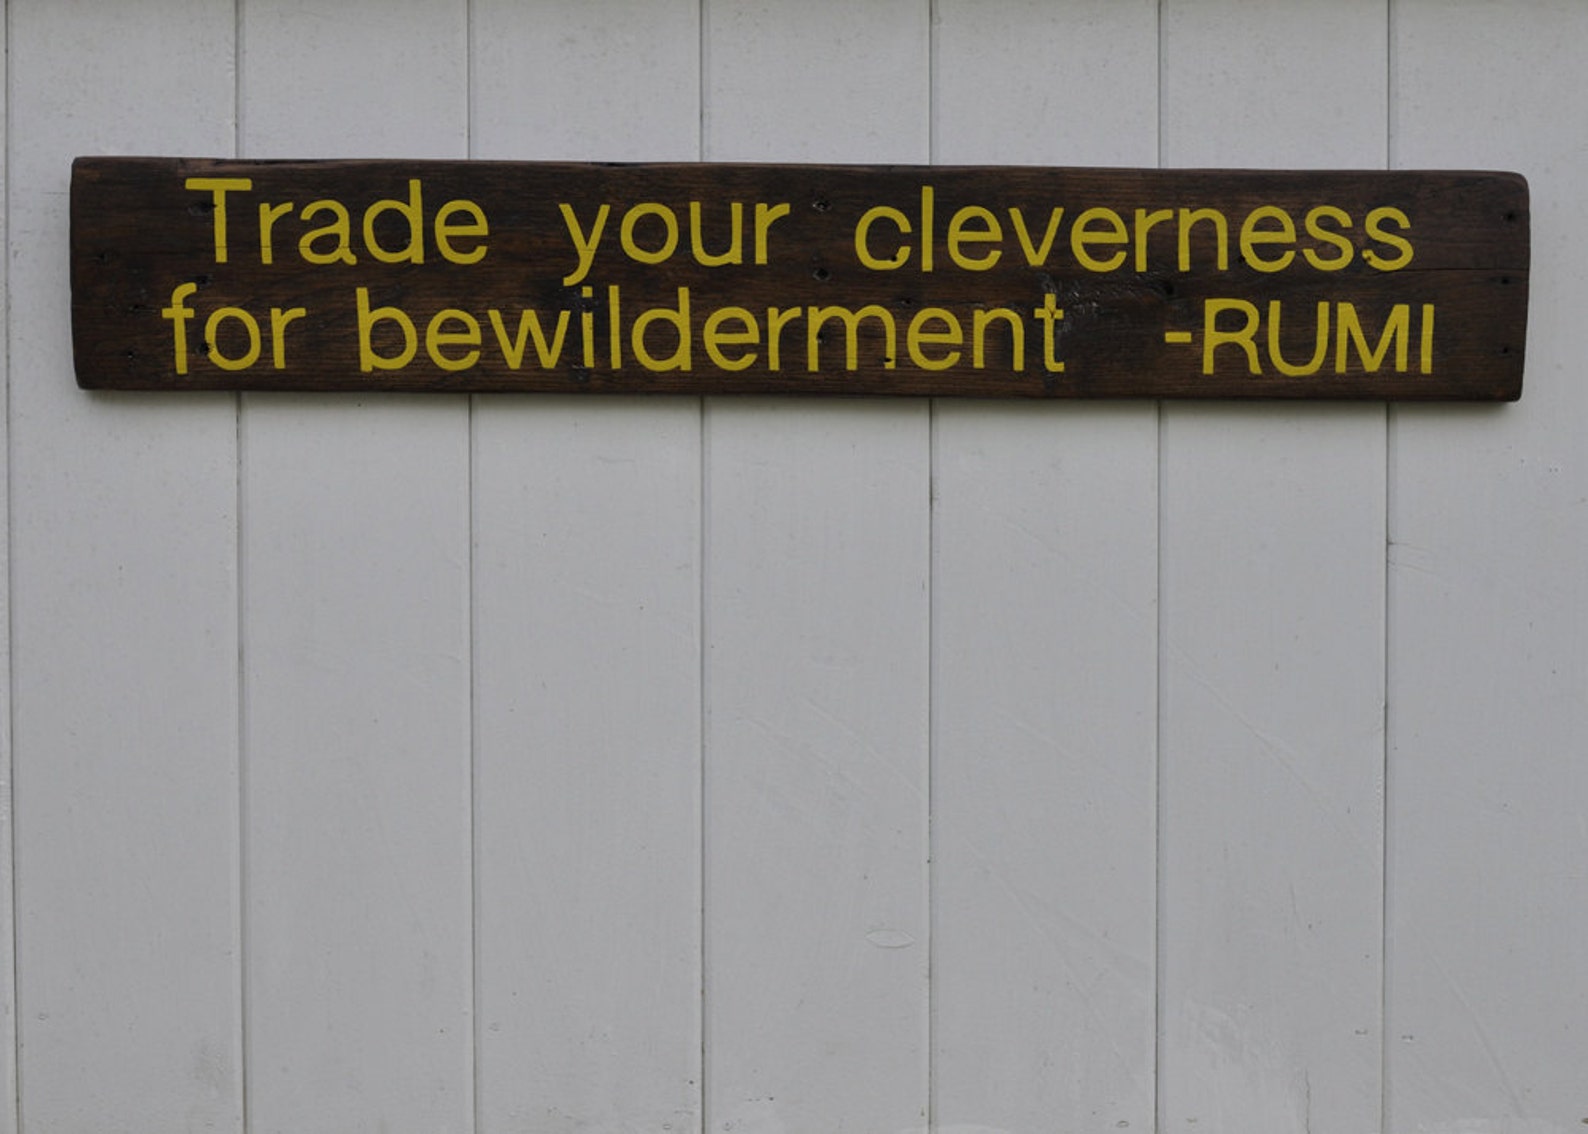 Trade your cleverness
for bewilderment -RUMI